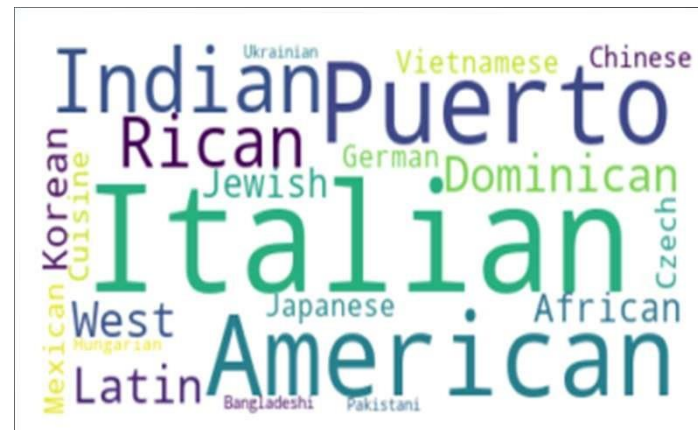 Ukrainian
Indian
Puerto
Vietnamese
Chinese
Rican
German
Dominican
Jewish
Korean
Cuisine
Italian
Czech
Mexican
West
Japanese
African
Hungarian
American
Latin
Bangladeshi
Pakistani